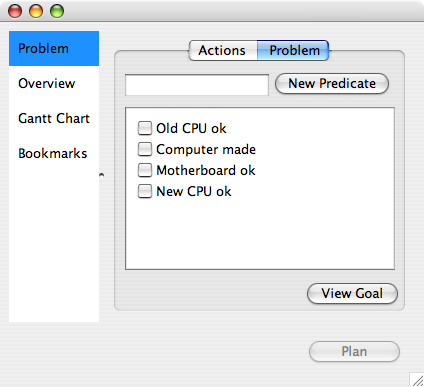 Problem
Overview
Gantt Chart
Bookmarks
Actions
Problem
New Predicate
Old CPU ok
Computer made
Motherboard ok
New CPU ok
View Goal
Plan